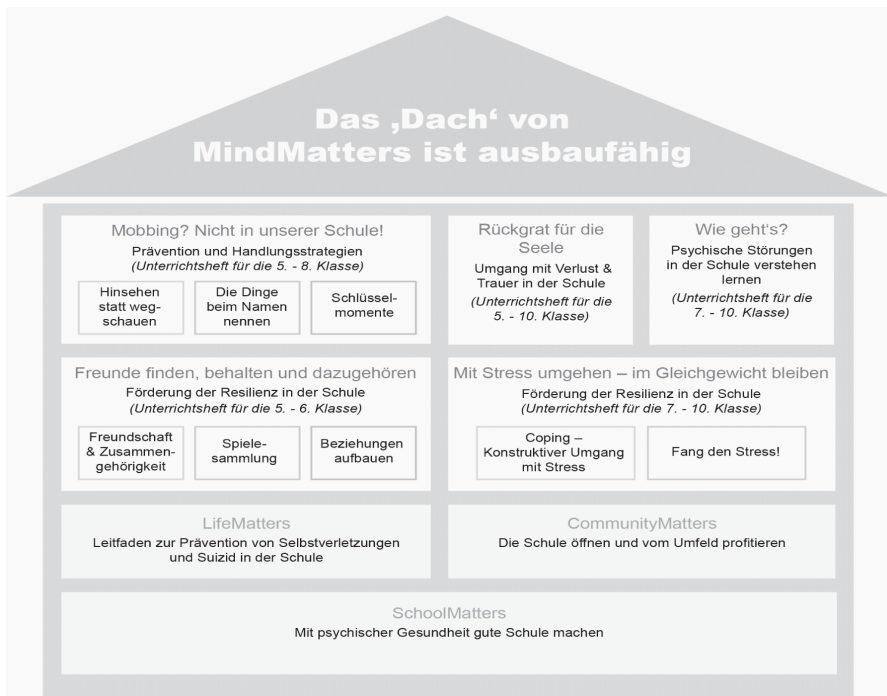 Das ‚Dach‘ von
MindMatters ist ausbaufähig
Mobbing? Nicht in unserer Schule!
Prävention und Handlungsstrategien
(Unterrichtsheft für die 5. - 8. Klasse)
Hinsehen
statt weg-
schauen
Die Dinge
beim Namen
nennen
Schlüssel-
momente
Rückgrat für die
Seele
Umgang mit Verlust &
Trauer in der Schule
(Unterrichtsheft für die
5. - 10. Klasse)
Wie geht‘s?
Psychische Störungen
in der Schule verstehen
lernen
(Unterrichtsheft für die
7. - 10. Klasse)
Freunde finden, behalten und dazugehören
Förderung der Resilienz in der Schule
(Unterrichtsheft für die 5. - 6. Klasse)
Freundschaft
& Zusammen-
gehörigkeit
Spiele-
sammlung
Beziehungen
aufbauen
Mit Stress umgehen – im Gleichgewicht bleiben
Förderung der Resilienz in der Schule
(Unterrichtsheft für die 7. - 10. Klasse)
Coping –
Konstruktiver Umgang
mit Stress
Fang den Stress!
LifeMatters
Leitfaden zur Prävention von Selbstverletzungen
und Suizid in der Schule
CommunityMatters
Die Schule öffnen und vom Umfeld profitieren
SchoolMatters
Mit psychischer Gesundheit gute Schule machen